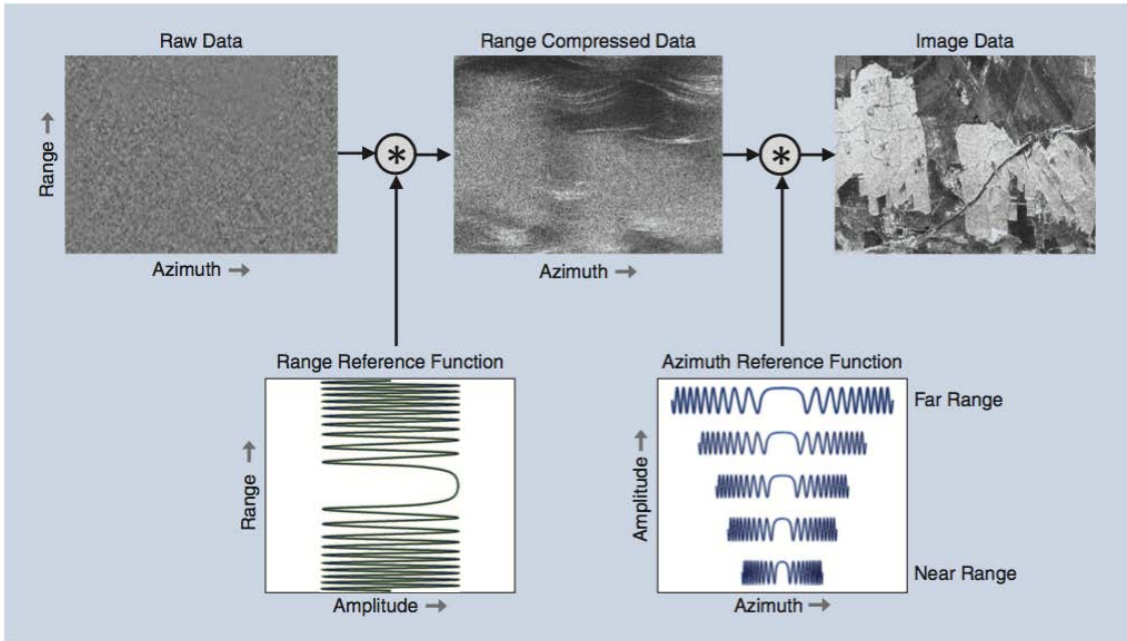 Raw Data
Range Compressed Data
Image Data
Range →
*
*
Azimuth →
Azimuth →
Range Reference Function
Azimuth Reference Function
Range →
Amplitude →
Far Range
Near Range
Amplitude →
Azimuth →